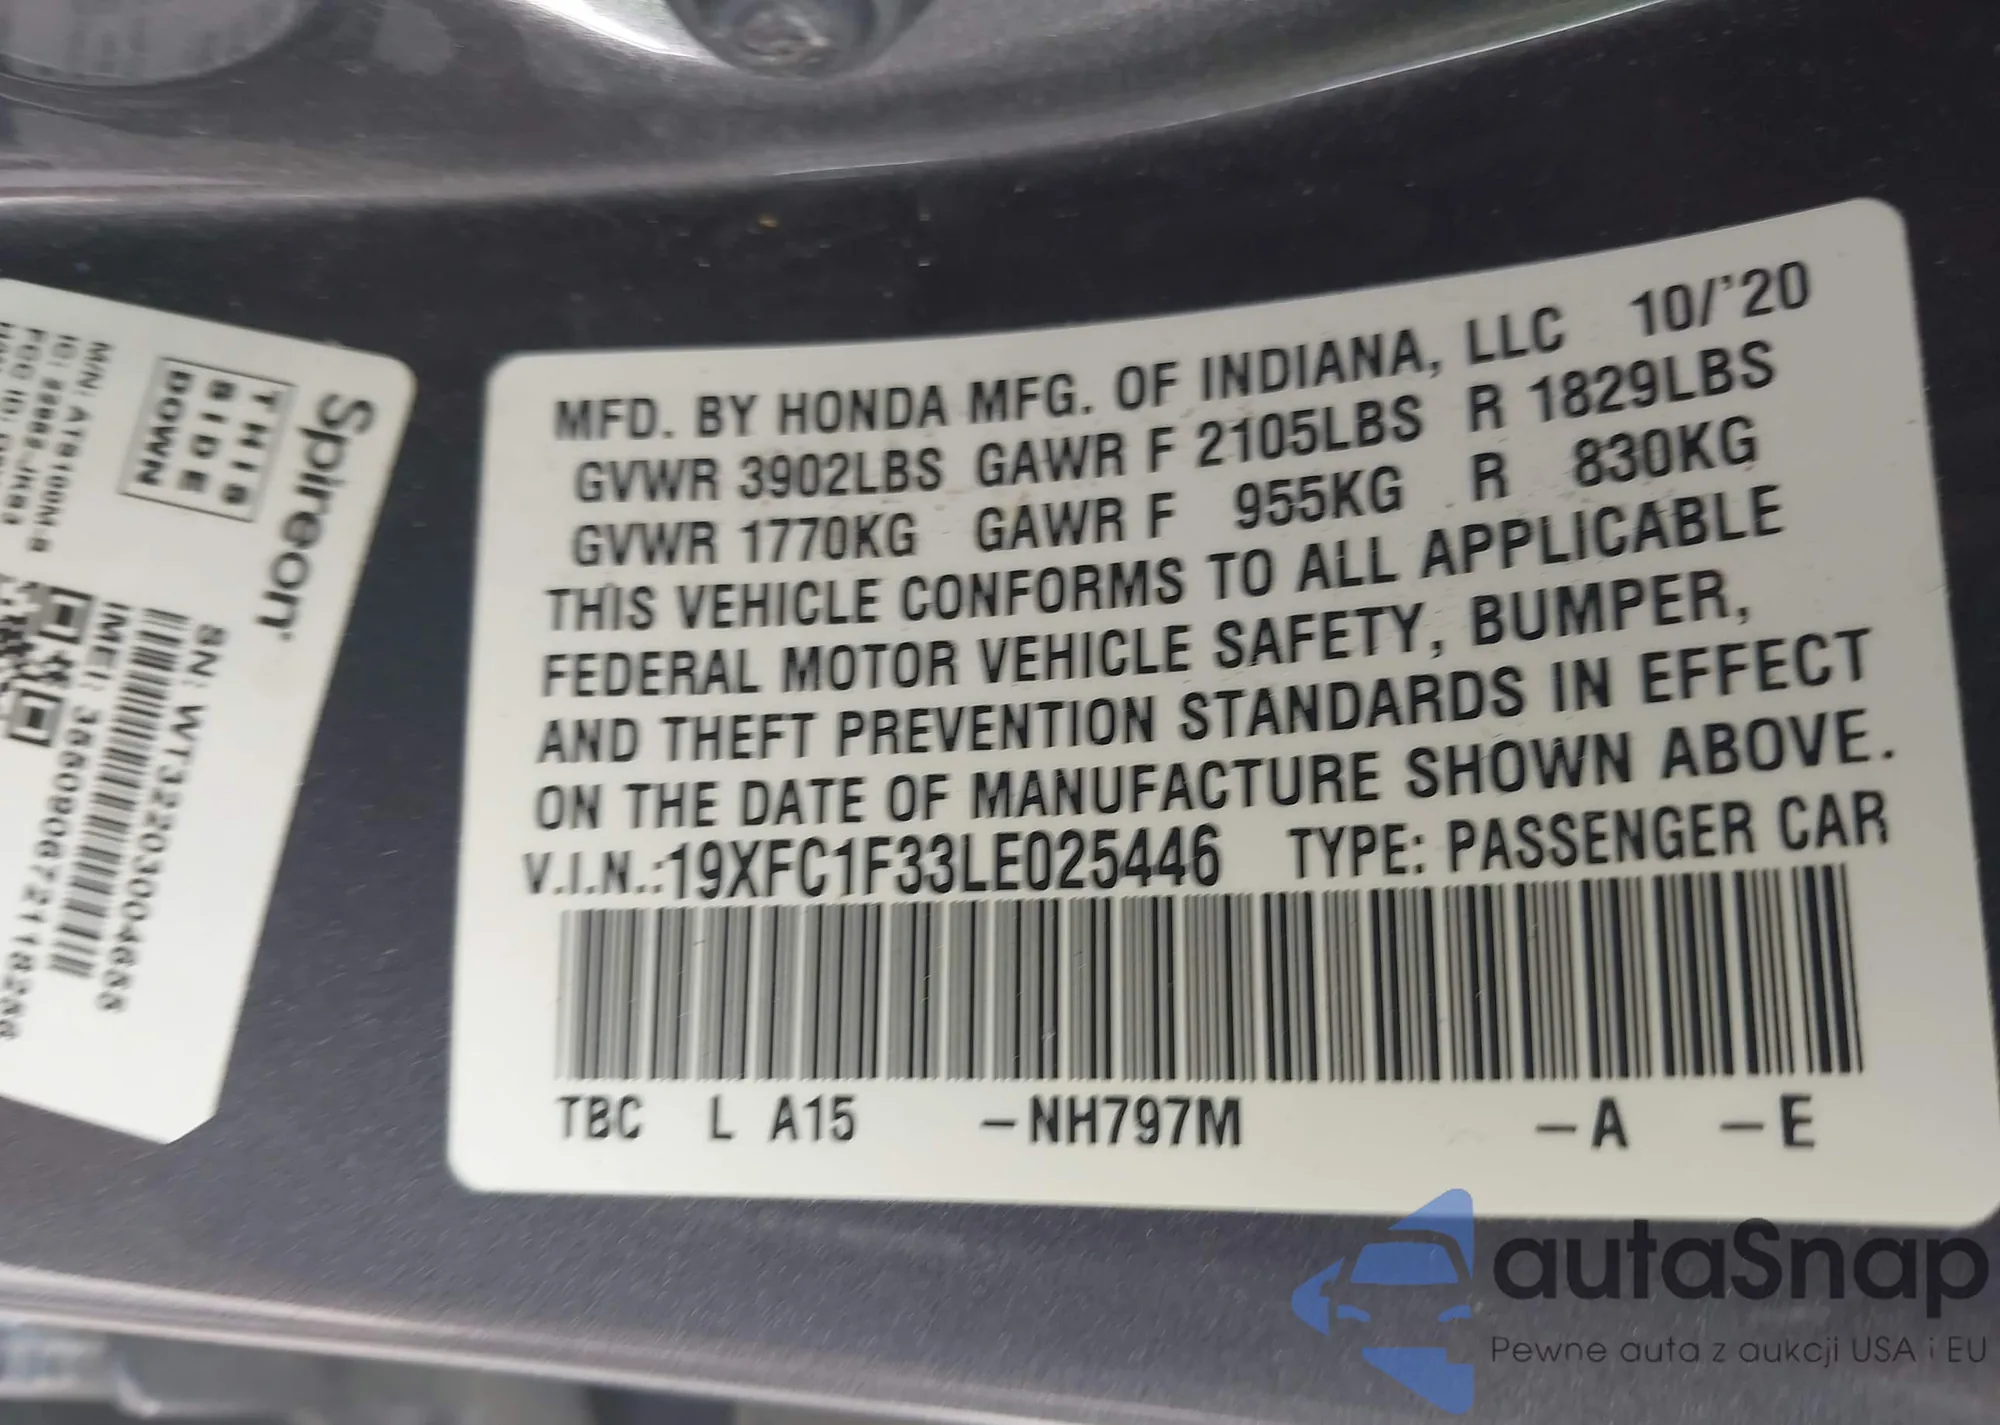 MFD. BY HONDA MFG. OF INDIANA, LLC 10/'20
GVWR 3902LBS GAWR F 2105LBS R 1829LBS
GVWR 1770KG GAWR F 955KG R 830KG
THIS VEHICLE CONFORMS TO ALL APPLICABLE
FEDERAL MOTOR VEHICLE SAFETY, BUMPER,
AND THEFT PREVENTION STANDARDS IN EFFECT
ON THE DATE OF MANUFACTURE SHOWN ABOVE.
V.I.N.:19XFC1F33LE025446 TYPE: PASSENGER CAR
TBC L A15 -NH797M -A -E
Spireon
THIS
SIDE
DOWN
SN:
IMEI:
autaSnap
Pewne auta z aukcji USA i EU